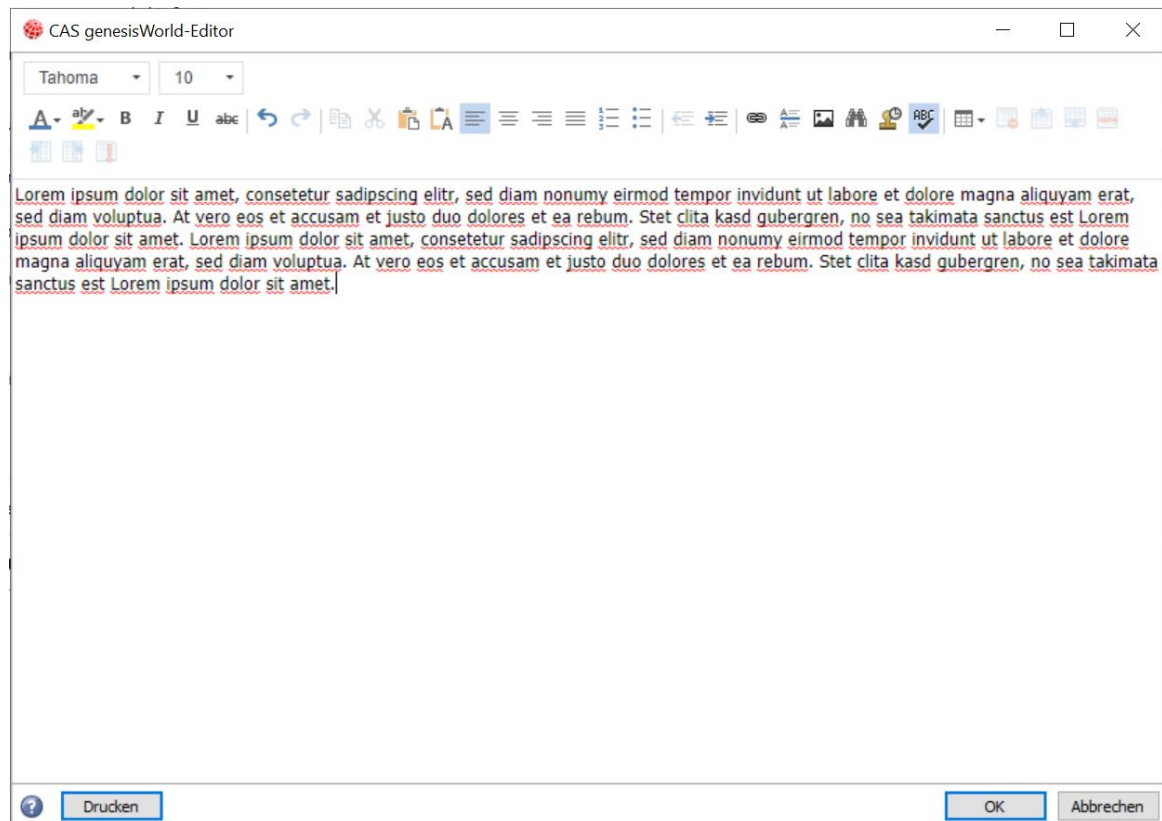 CAS genesisWorld-Editor
Tahoma 10
A aby B I U abc A ABC
Lorem ipsum dolor sit amet, consetetur sadipscing elitr, sed diam nonumy eirmod tempor invidunt ut labore et dolore magna aliquyam erat,
sed diam voluptua. At vero eos et accusam et justo duo dolores et ea rebum. Stet clita kasd gubergren, no sea takimata sanctus est Lorem
ipsum dolor sit amet. Lorem ipsum dolor sit amet, consetetur sadipscing elitr, sed diam nonumy eirmod tempor invidunt ut labore et dolore
magna aliquyam erat, sed diam voluptua. At vero eos et accusam et justo duo dolores et ea rebum. Stet clita kasd gubergren, no sea takimata
sanctus est Lorem ipsum dolor sit amet.
? Drucken OK Abbrechen